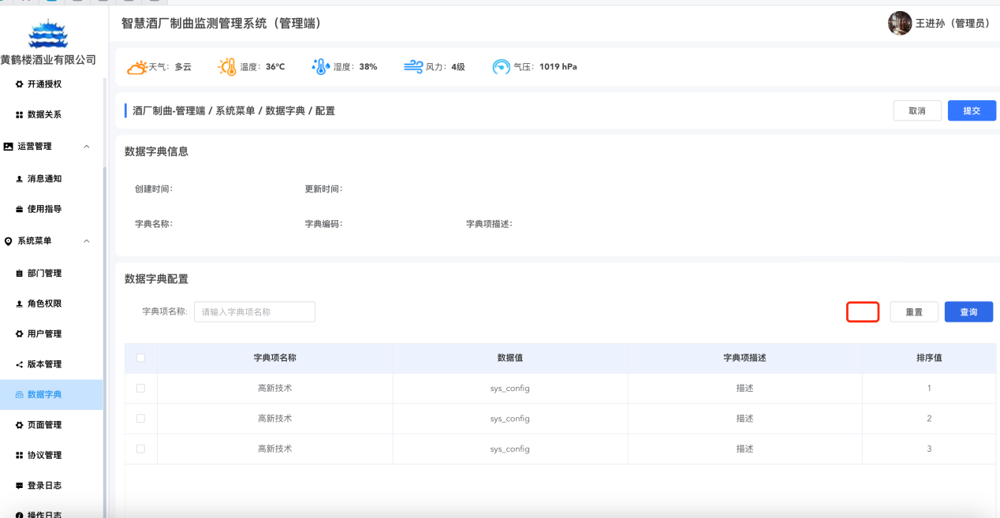 智慧酒厂制曲监测管理系统（管理端）
王进孙（管理员）
黄鹤楼酒业有限公司
开通授权
数据关系
运营管理
消息通知
使用指导
系统菜单
部门管理
角色权限
用户管理
版本管理
数据字典
页面管理
协议管理
登录日志
操作日志
天气： 多云 温度： 36°C 湿度： 38% 风力： 4级 气压： 1019 hPa
酒厂制曲-管理端 / 系统菜单 / 数据字典 / 配置
取消 提交
数据字典信息
创建时间： 更新时间：
字典名称： 字典编码： 字典项描述：
数据字典配置
字典项名称: 请输入字典项名称 重置 查询
字典项名称 数据值 字典项描述 排序值
高新技术 sys_config 描述 1
高新技术 sys_config 描述 2
高新技术 sys_config 描述 3